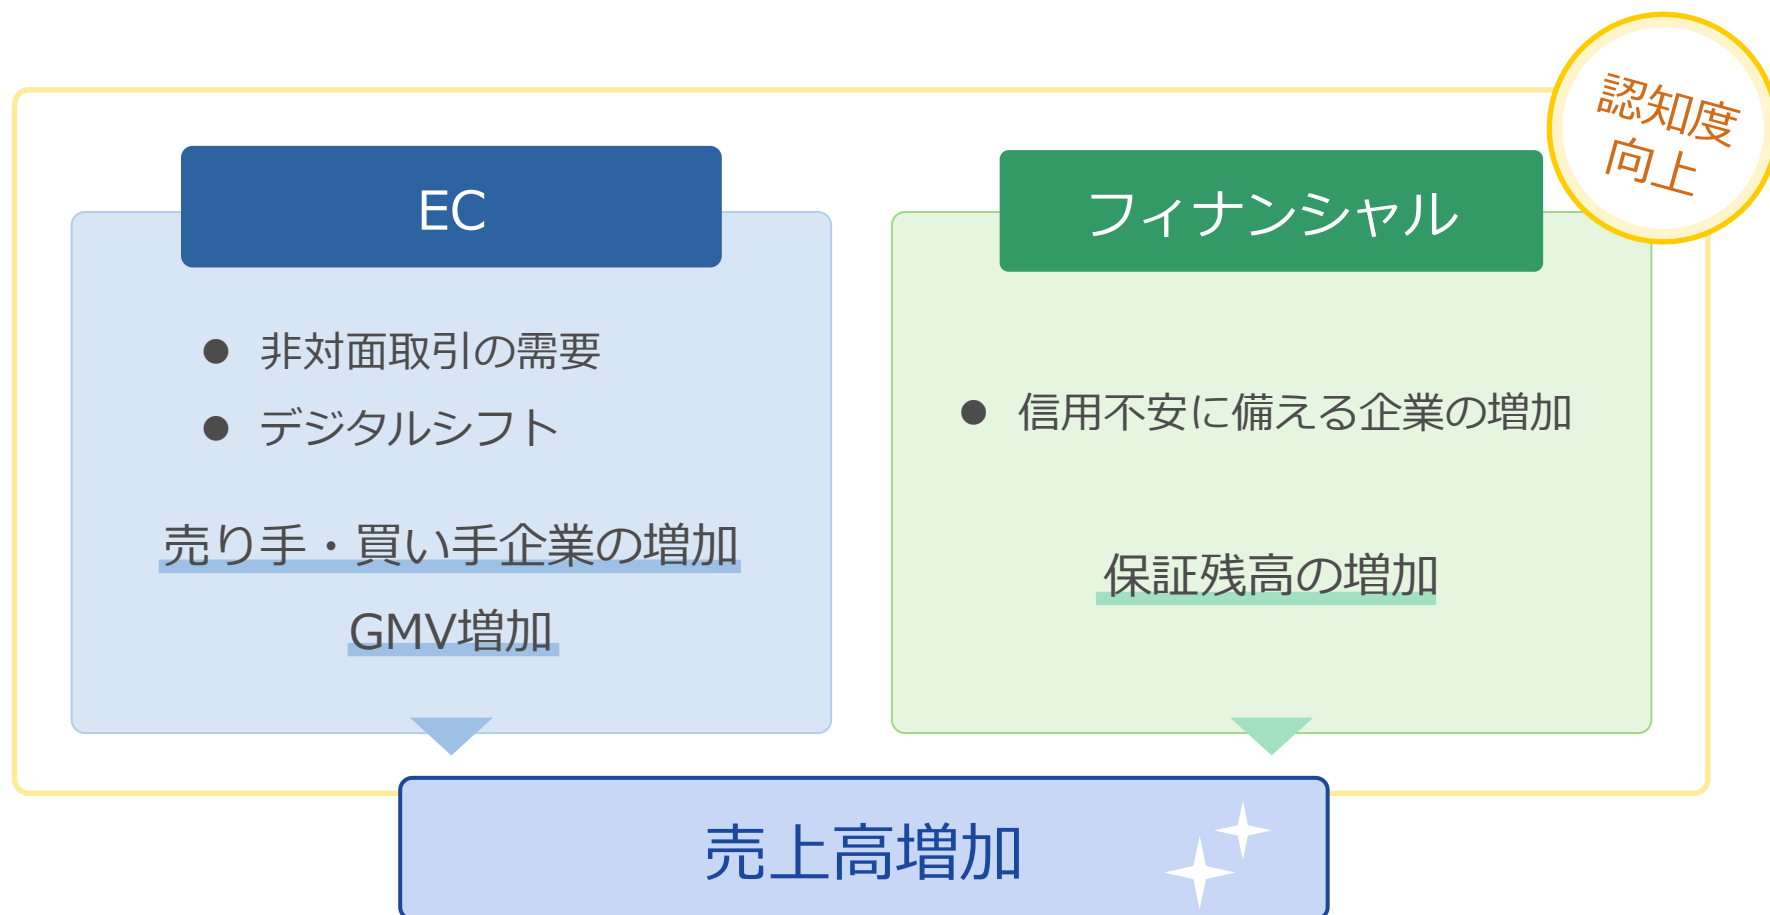 認知度
向上
EC
● 非対面取引の需要
● デジタルシフト
売り手・買い手企業の増加
GMV増加
フィナンシャル
● 信用不安に備える企業の増加
保証残高の増加
売上高増加